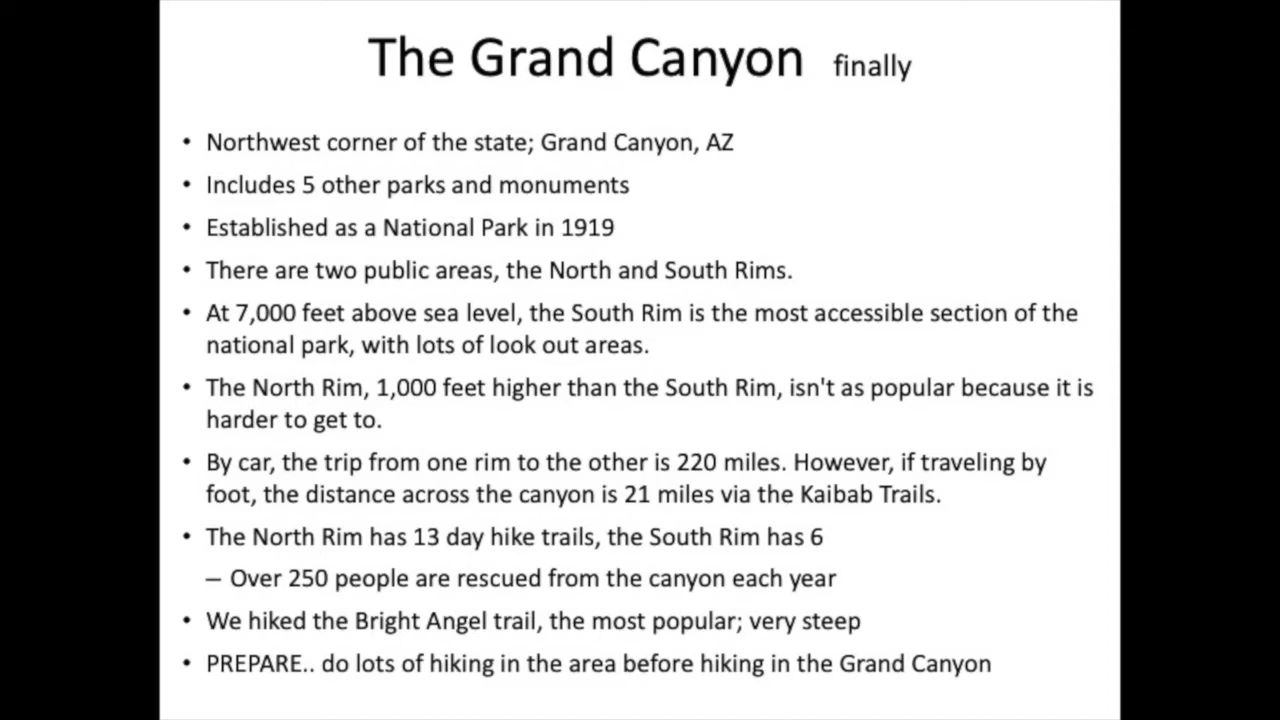 The Grand Canyon finally
• Northwest corner of the state; Grand Canyon, AZ
• Includes 5 other parks and monuments
• Established as a National Park in 1919
• There are two public areas, the North and South Rims.
• At 7,000 feet above sea level, the South Rim is the most accessible section of the
national park, with lots of look out areas.
• The North Rim, 1,000 feet higher than the South Rim, isn't as popular because it is
harder to get to.
• By car, the trip from one rim to the other is 220 miles. However, if traveling by
foot, the distance across the canyon is 21 miles via the Kaibab Trails.
• The North Rim has 13 day hike trails, the South Rim has 6
– Over 250 people are rescued from the canyon each year
• We hiked the Bright Angel trail, the most popular; very steep
• PREPARE.. do lots of hiking in the area before hiking in the Grand Canyon